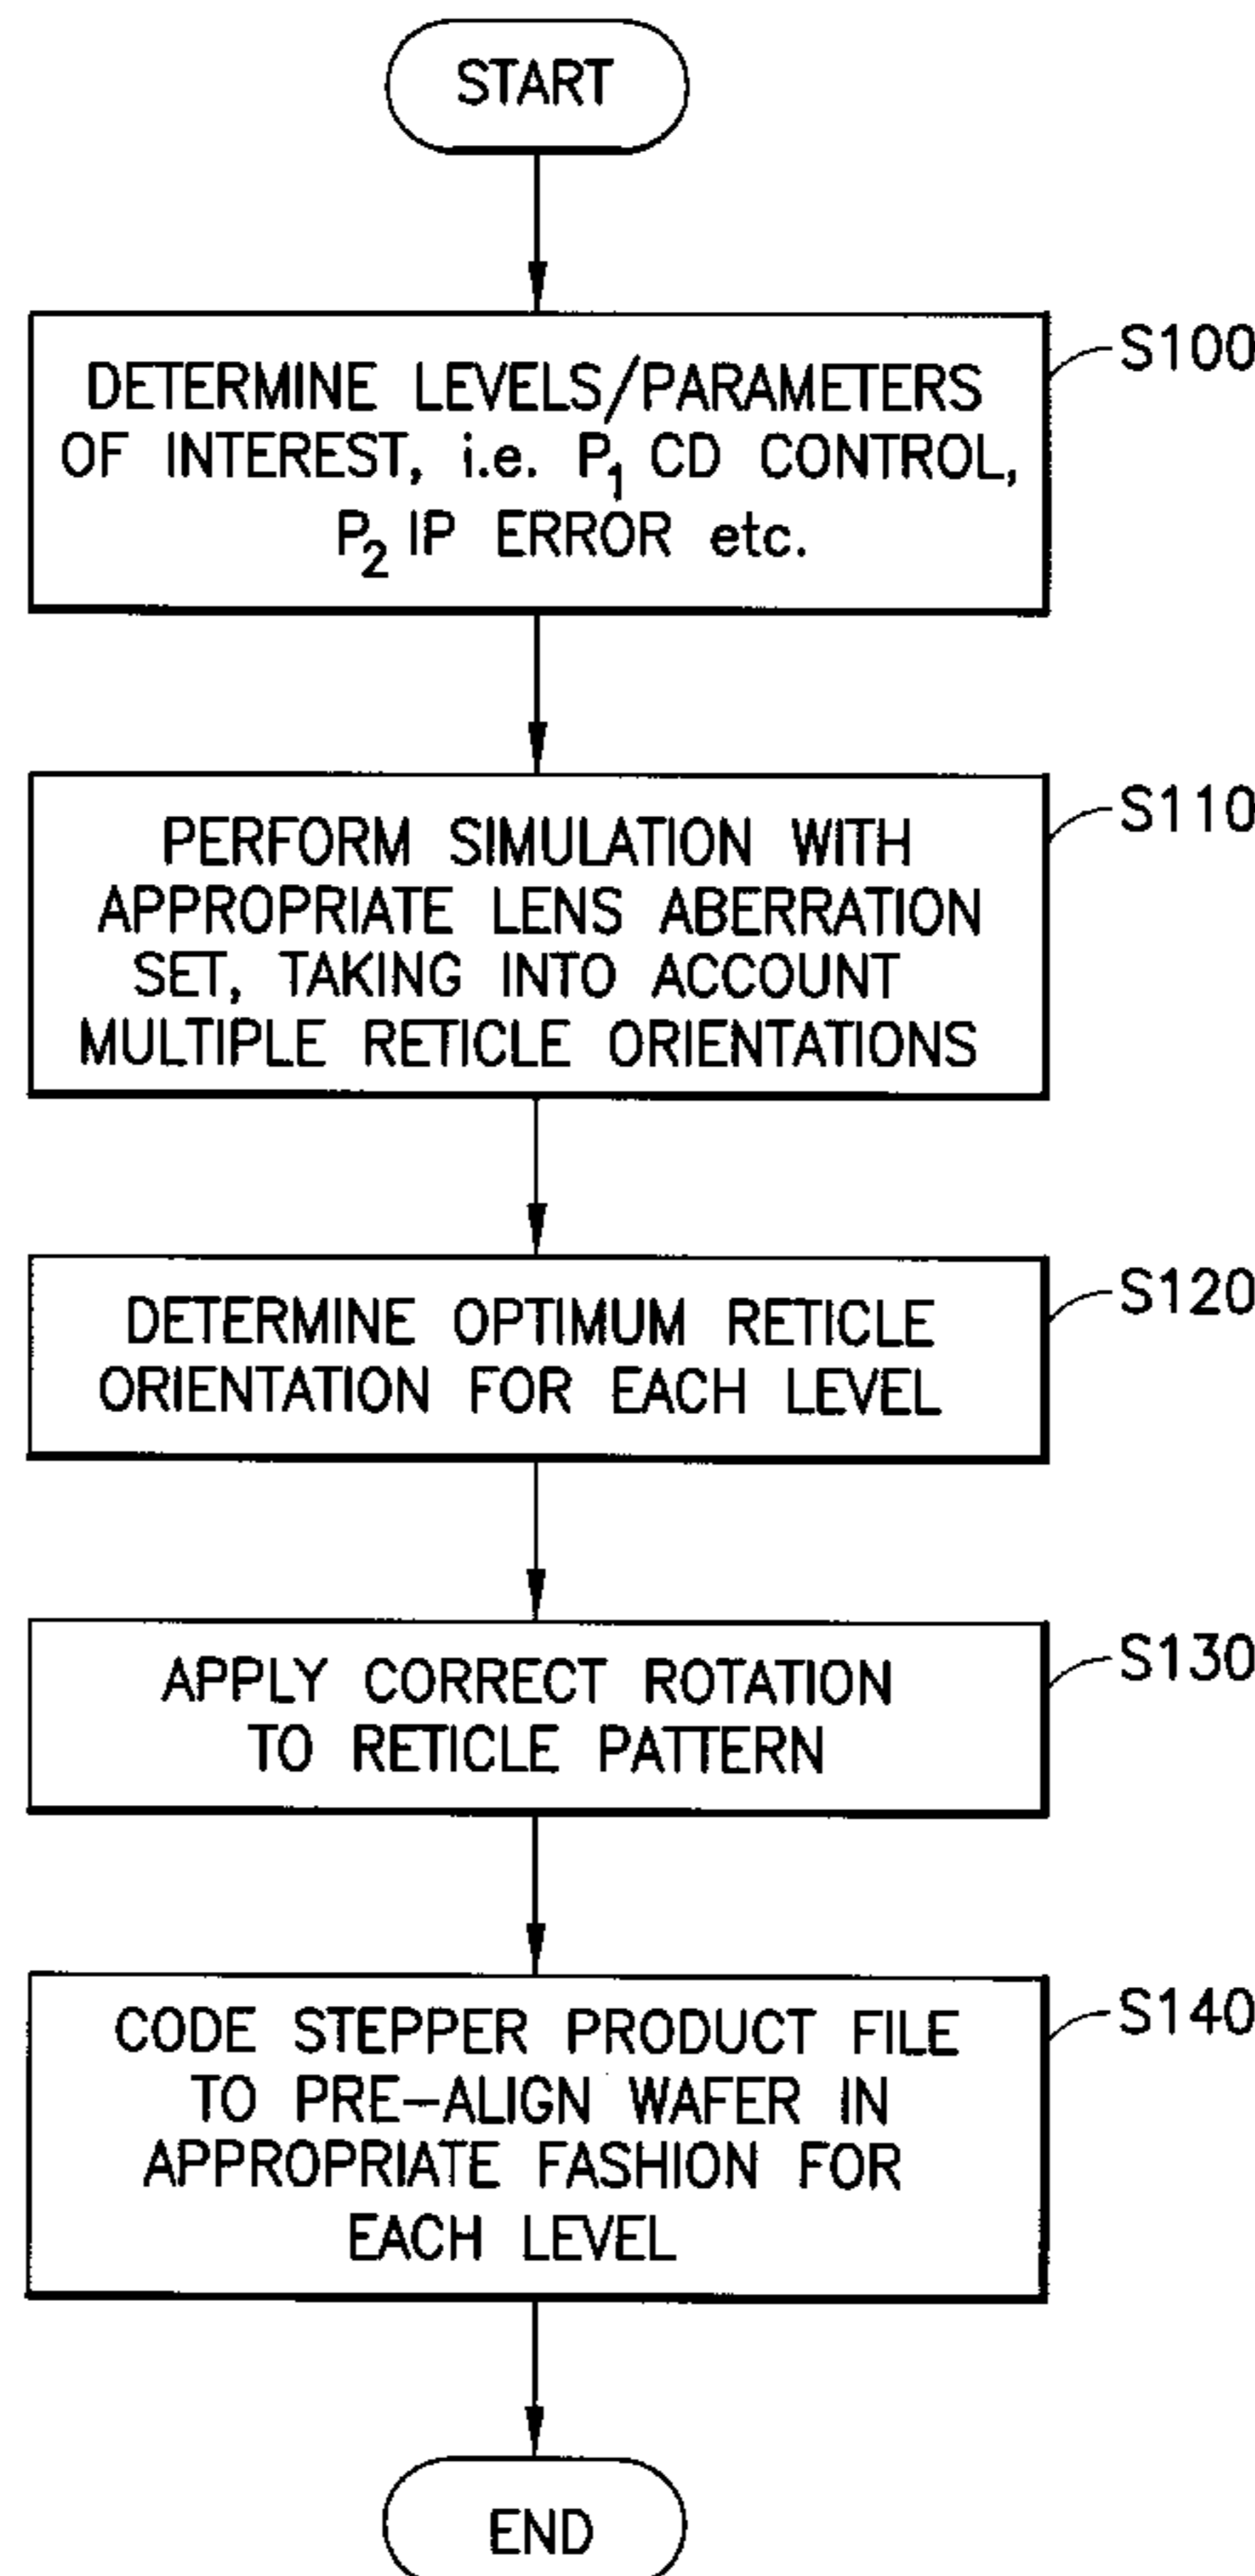 START
DETERMINE LEVELS/PARAMETERS
OF INTEREST, i.e. P1 CD CONTROL,
P2 IP ERROR etc.
S100
PERFORM SIMULATION WITH
APPROPRIATE LENS ABERRATION
SET, TAKING INTO ACCOUNT
MULTIPLE RETICLE ORIENTATIONS
S110
DETERMINE OPTIMUM RETICLE
ORIENTATION FOR EACH LEVEL
S120
APPLY CORRECT ROTATION
TO RETICLE PATTERN
S130
CODE STEPPER PRODUCT FILE
TO PRE-ALIGN WAFER IN
APPROPRIATE FASHION FOR
EACH LEVEL
S140
END